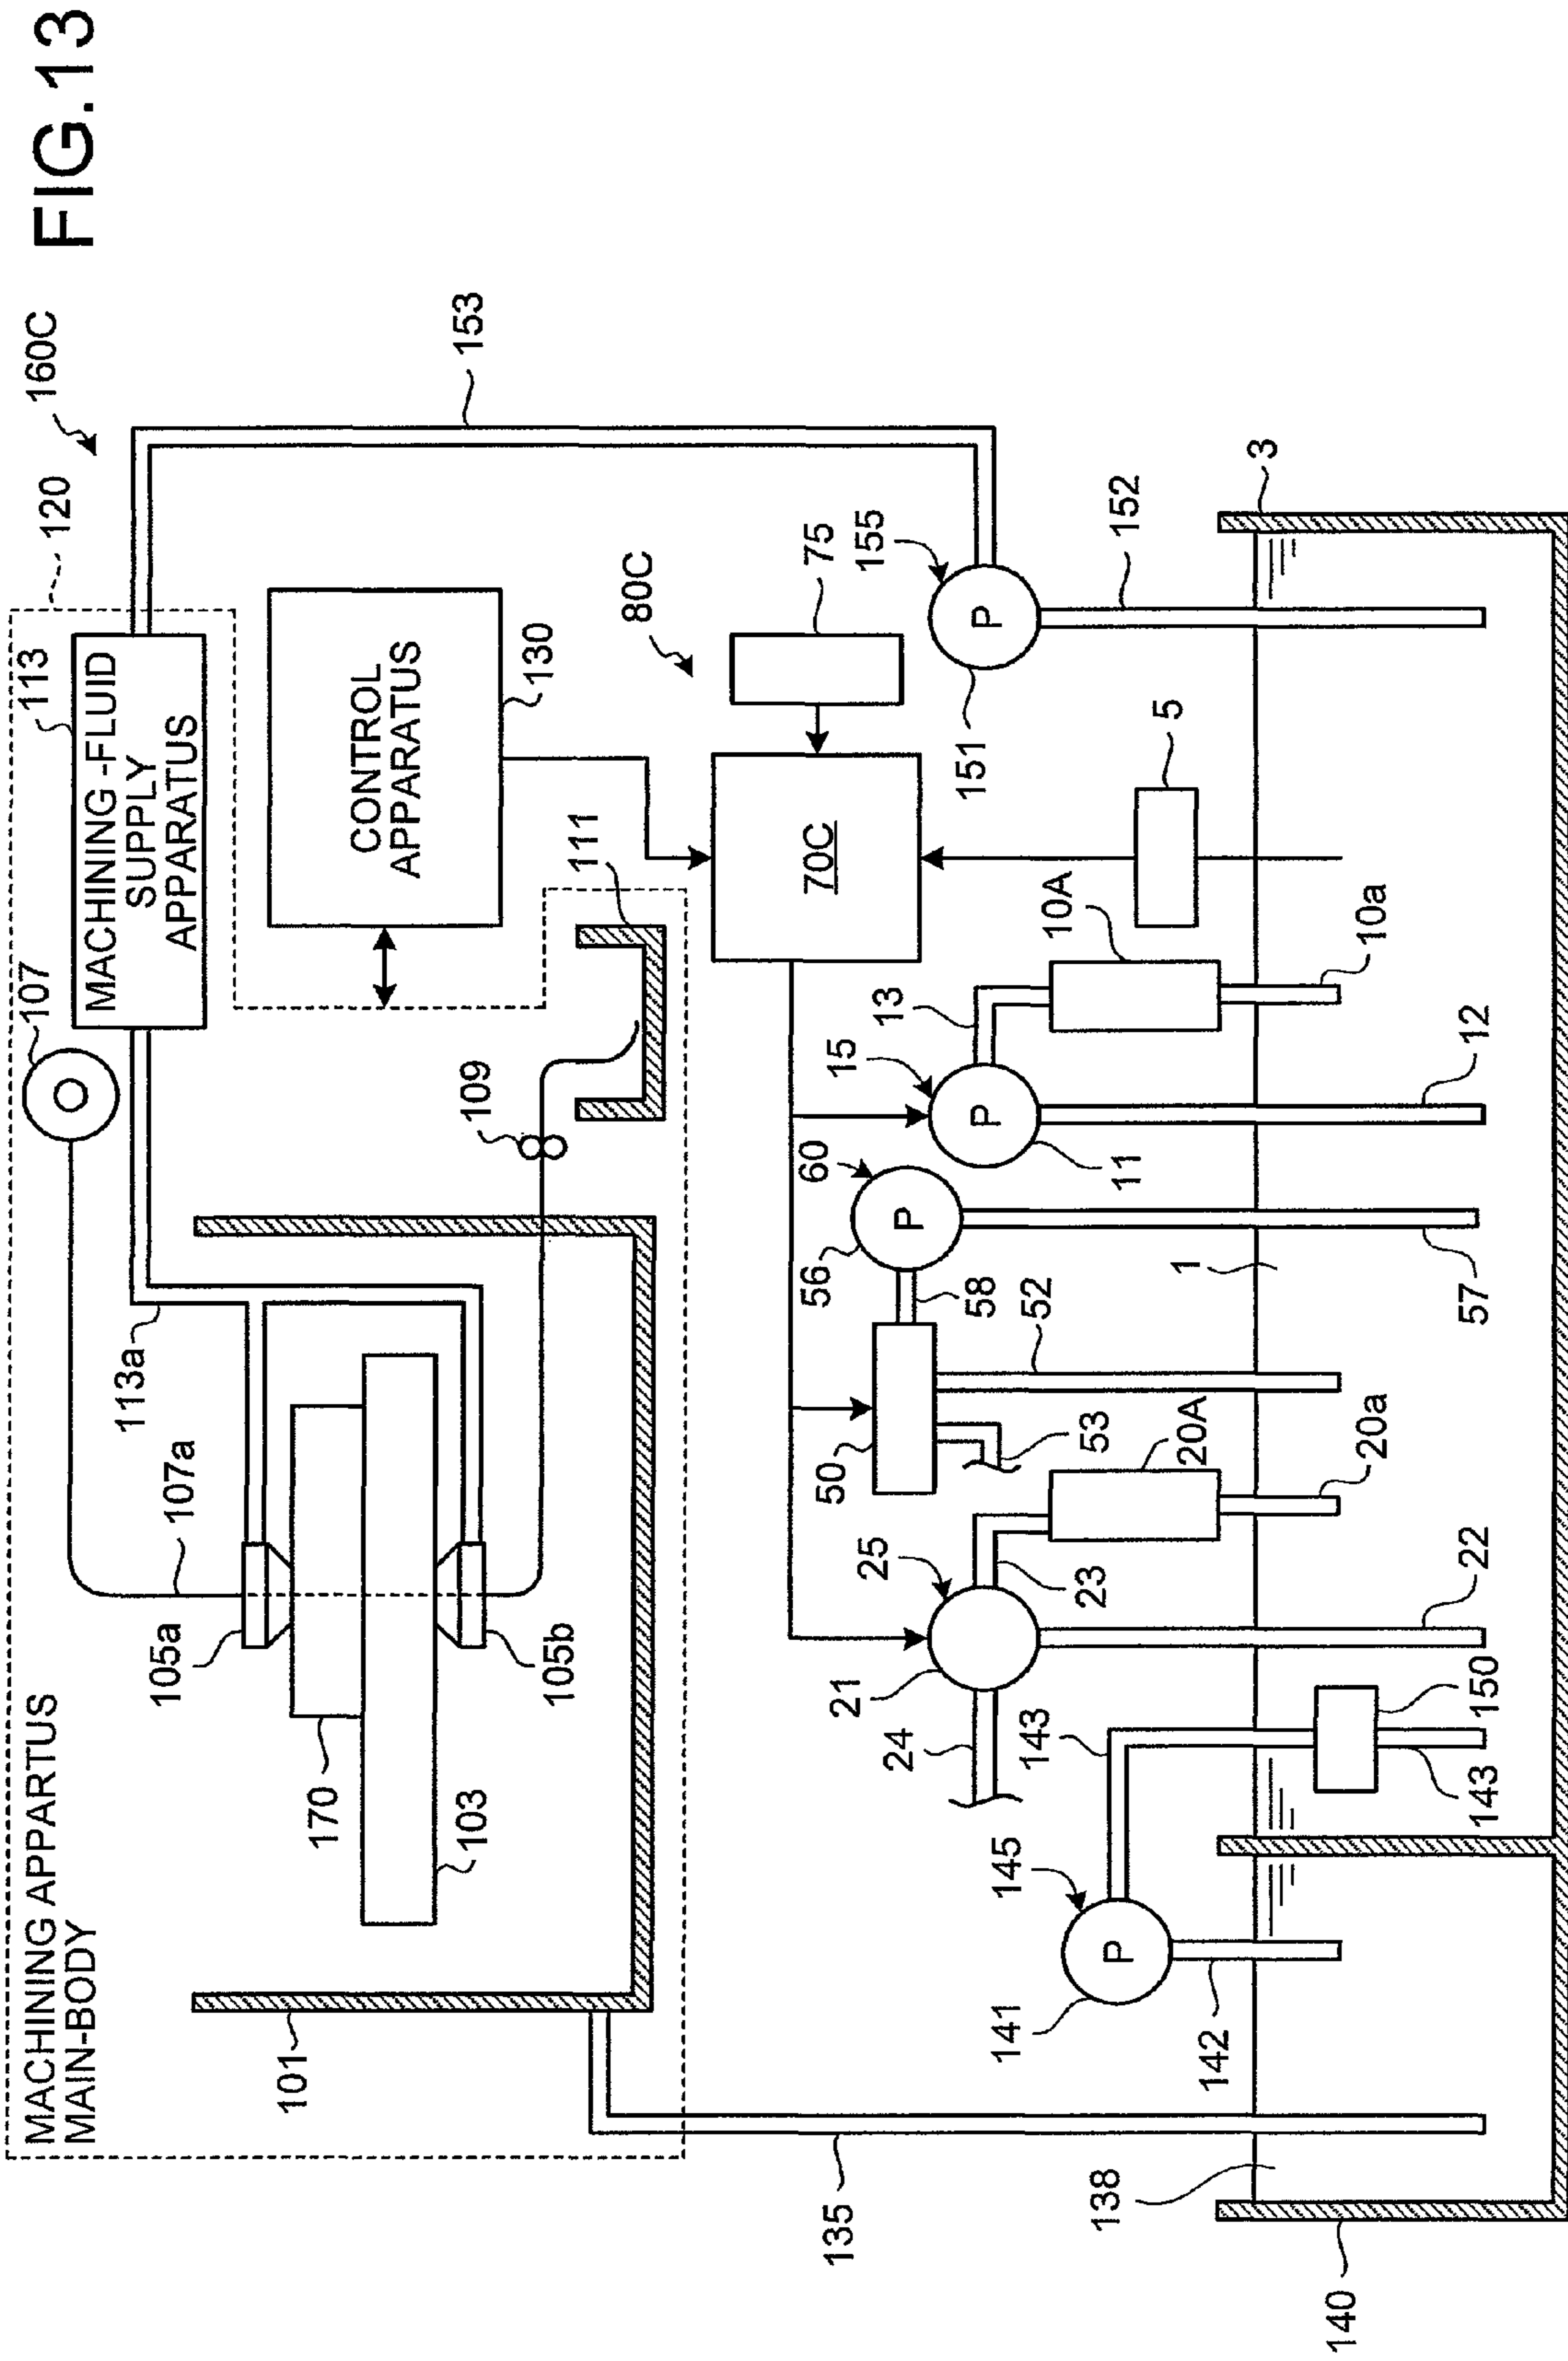 FIG.13
160C
120
153
113
107
MACHINING -FLUID
SUPPLY
APPARATUS
CONTROL
APPARATUS
130
111
109
113a
107a
105a
105b
170
103
101
MACHINING APPARTUS
MAIN-BODY
80C
75
155
P
151
152
3
70C
5
10A
10a
13
15
P
11
12
60
P
56
58
57
1
50
52
53
20A
20a
25
23
21
22
24
143
150
143
145
P
141
142
135
138
140